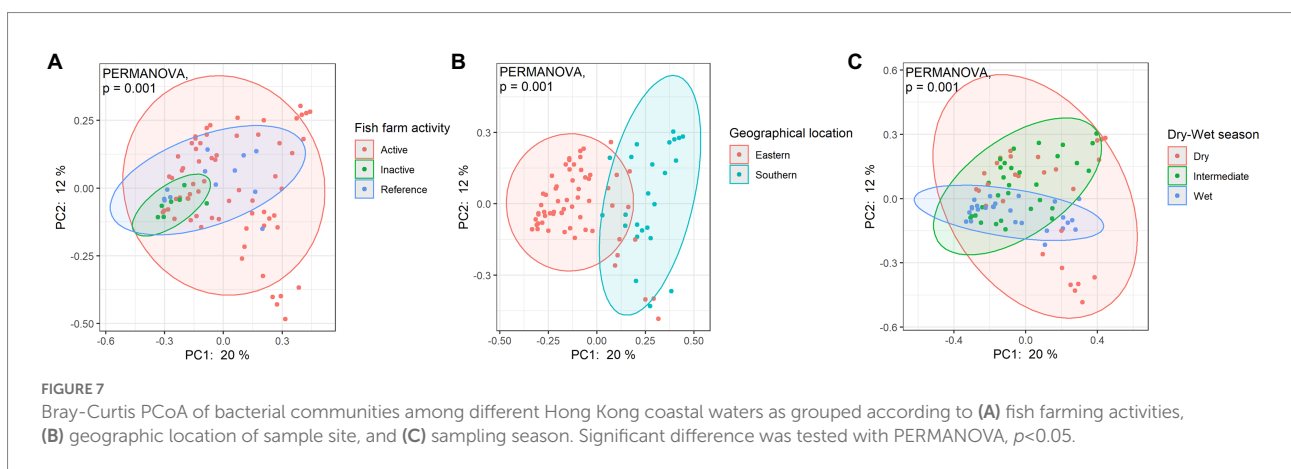 A
PERMANOVA,
p = 0.001
0.25
0.00
-0.25
-0.50
PC2: 12 %
-0.6
-0.3
0.0
0.3
PC1: 20 %
Fish farm activity
Active
Inactive
Reference
B
PERMANOVA,
p = 0.001
0.3
0.0
-0.3
PC2: 12 %
-0.50
-0.25
0.00
0.25
0.50
PC1: 20 %
Geographical location
Eastern
Southern
C
0.6
PERMANOVA,
p = 0.001
0.3
0.0
-0.3
-0.6
PC2: 12 %
-0.4
0.0
0.4
PC1: 20 %
Dry-Wet season
Dry
Intermediate
Wet
FIGURE 7
Bray-Curtis PCoA of bacterial communities among different Hong Kong coastal waters as grouped according to (A) fish farming activities,
(B) geographic location of sample site, and (C) sampling season. Significant difference was tested with PERMANOVA, p<0.05.